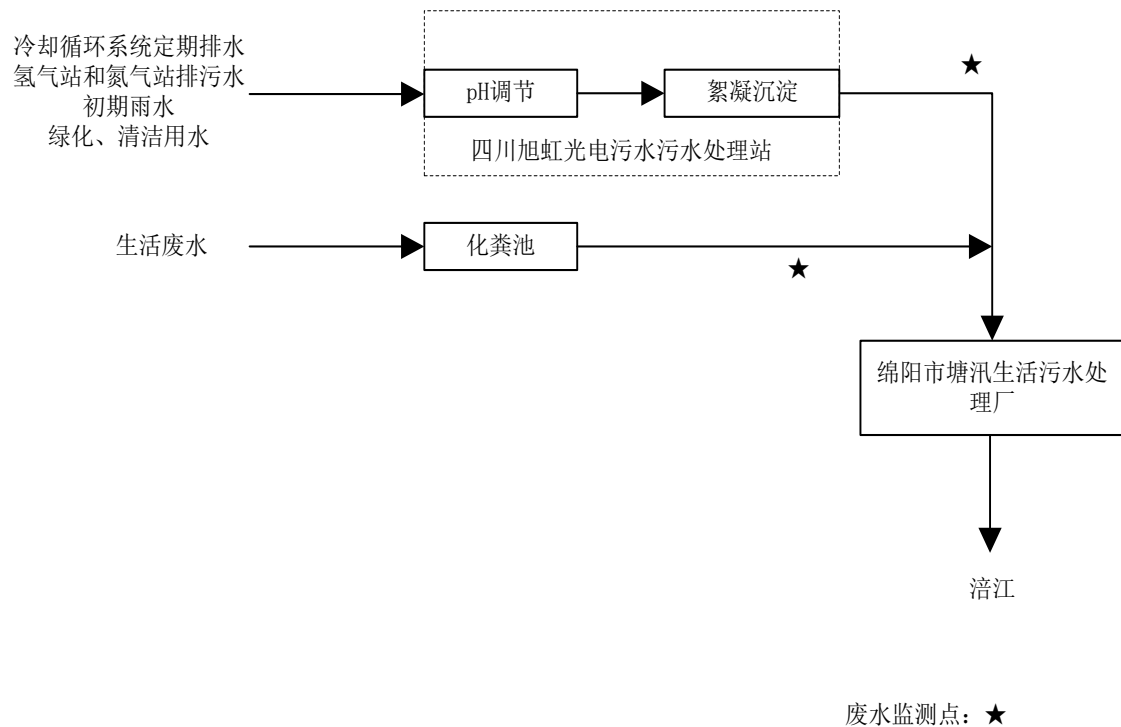 冷却循环系统定期排水
氢气站和氮气站排污水
初期雨水
绿化、清洁用水
pH调节
絮凝沉淀
四川旭虹光电污水污水处理站
★
生活废水
化粪池
★
绵阳市塘汛生活污水处
理厂
涪江
废水监测点：★